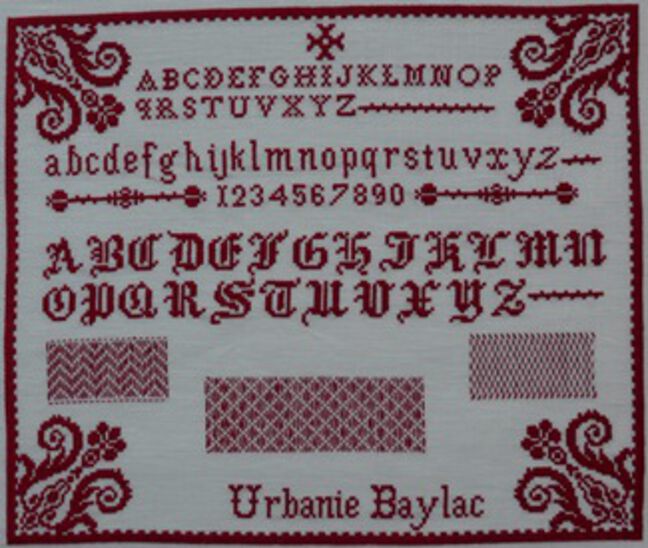 ABCDEFGHIJKLMNOP
QRSTUVXYZ
abcdefghijklmnopqrstuvxyz
1234567890
ABCDEFGHIJKLMN
OPQRSTUVXYZ
Urbanie Baylac